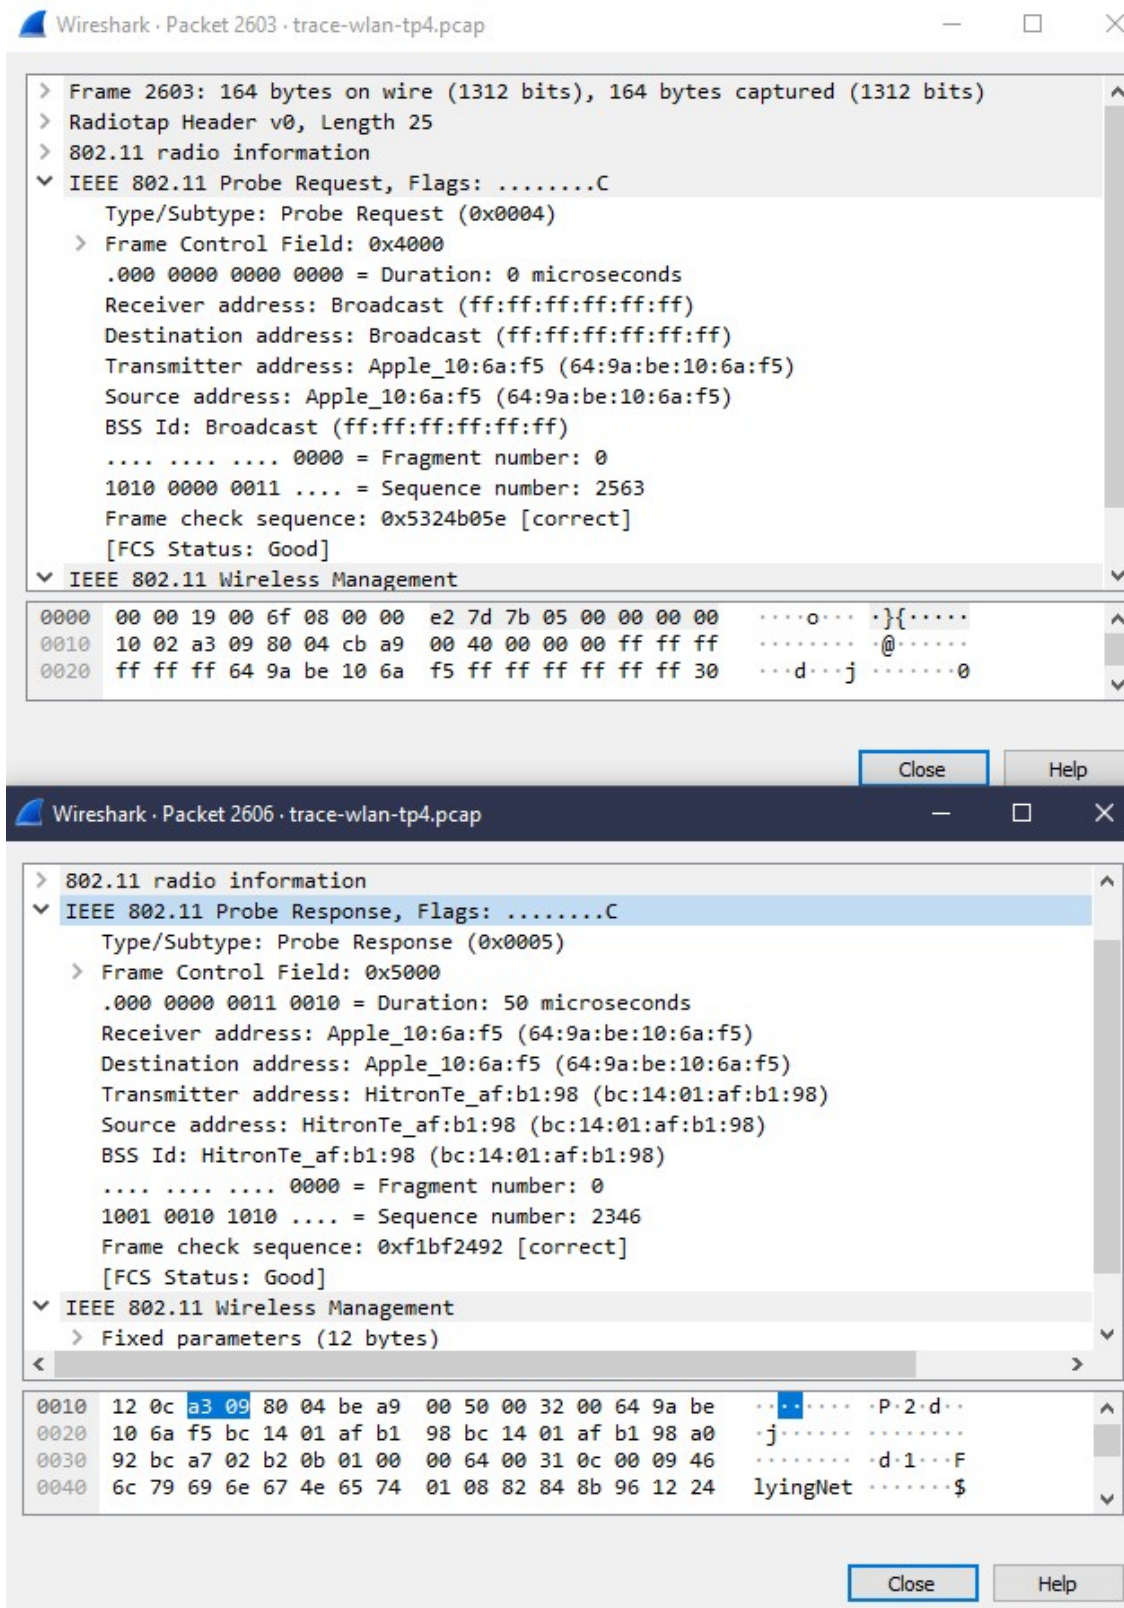 Wireshark · Packet 2603 · trace-wlan-tp4.pcap
Frame 2603: 164 bytes on wire (1312 bits), 164 bytes captured (1312 bits)
Radiotap Header v0, Length 25
802.11 radio information
IEEE 802.11 Probe Request, Flags: ........C
Type/Subtype: Probe Request (0x0004)
Frame Control Field: 0x4000
.000 0000 0000 0000 = Duration: 0 microseconds
Receiver address: Broadcast (ff:ff:ff:ff:ff:ff)
Destination address: Broadcast (ff:ff:ff:ff:ff:ff)
Transmitter address: Apple_10:6a:f5 (64:9a:be:10:6a:f5)
Source address: Apple_10:6a:f5 (64:9a:be:10:6a:f5)
BSS Id: Broadcast (ff:ff:ff:ff:ff:ff)
.... .... .... 0000 = Fragment number: 0
1010 0000 0011 .... = Sequence number: 2563
Frame check sequence: 0x5324b05e [correct]
[FCS Status: Good]
IEEE 802.11 Wireless Management
0000 00 00 19 00 6f 08 00 00 e2 7d 7b 05 00 00 00 00 ····o··· ·}{·····
0010 10 02 a3 09 80 04 cb a9 00 40 00 00 00 ff ff ff ········ ·@······
0020 ff ff ff 64 9a be 10 6a f5 ff ff ff ff ff ff 30 ···d···j ·······0
Close Help
Wireshark · Packet 2606 · trace-wlan-tp4.pcap
802.11 radio information
IEEE 802.11 Probe Response, Flags: ........C
Type/Subtype: Probe Response (0x0005)
Frame Control Field: 0x5000
.000 0000 0011 0010 = Duration: 50 microseconds
Receiver address: Apple_10:6a:f5 (64:9a:be:10:6a:f5)
Destination address: Apple_10:6a:f5 (64:9a:be:10:6a:f5)
Transmitter address: HitronTe_af:b1:98 (bc:14:01:af:b1:98)
Source address: HitronTe_af:b1:98 (bc:14:01:af:b1:98)
BSS Id: HitronTe_af:b1:98 (bc:14:01:af:b1:98)
.... .... .... 0000 = Fragment number: 0
1001 0010 1010 .... = Sequence number: 2346
Frame check sequence: 0xf1bf2492 [correct]
[FCS Status: Good]
IEEE 802.11 Wireless Management
Fixed parameters (12 bytes)
0010 12 0c a3 09 80 04 be a9 00 50 00 32 00 64 9a be ········ ·P·2·d··
0020 10 6a f5 bc 14 01 af b1 98 bc 14 01 af b1 98 a0 ·j······ ········
0030 92 bc a7 02 b2 0b 01 00 00 64 00 31 0c 00 09 46 ········ ·d·1···F
0040 6c 79 69 6e 67 4e 65 74 01 08 82 84 8b 96 12 24 lyingNet ·······$
Close Help